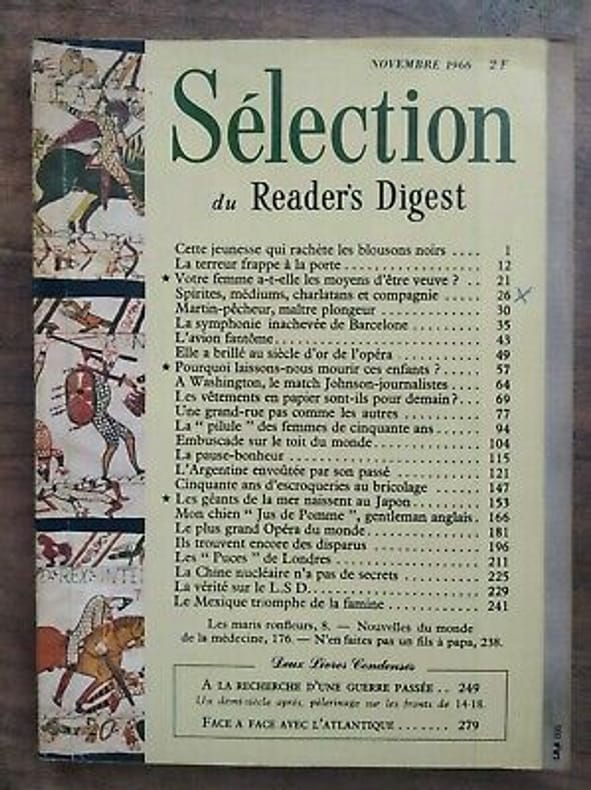 NOVEMBRE 1966 2 F
Sélection
du Reader's Digest
Cette jeunesse qui rachète les blousons noirs .... 1
La terreur frappe à la porte .................. 12
★ Votre femme a-t-elle les moyens d'être veuve ? .. 21
Spirites, médiums, charlatans et compagnie ..... 26
Martin-pêcheur, maître plongeur ............ 30
La symphonie inachevée de Barcelone ......... 35
L'avion fantôme........................... 43
Elle a brillé au siècle d'or de l'opéra ......... 49
★ Pourquoi laissons-nous mourir ces enfants ?..... 57
A Washington, le match Johnson-journalistes .... 64
Les vêtements en papier sont-ils pour demain?... 69
Une grand-rue pas comme les autres .......... 77
La “ pilule ” des femmes de cinquante ans ...... 94
Embuscade sur le toit du monde.............. 104
La pause-bonheur ......................... 115
L'Argentine envoûtée par son passé .......... 121
Cinquante ans d'escroqueries au bricolage ...... 147
★ Les géants de la mer naissent au Japon......... 153
Mon chien “ Jus de Pomme ”, gentleman anglais. 166
Le plus grand Opéra du monde............... 181
Ils trouvent encore des disparus .............. 196
Les “ Puces ” de Londres ................... 211
La Chine nucléaire n'a pas de secrets .......... 225
La vérité sur le L.S D....................... 229
Le Mexique triomphe de la famine ............ 241
Les maris ronfleurs, 8. — Nouvelles du monde
de la médecine, 176. — N'en faites pas un fils à papa, 238.
Deux Livres Condensés
A LA RECHERCHE D'UNE GUERRE PASSÉE .. 249
Un demi-siècle après, pèlerinage sur les fronts de 14-18.
FACE A FACE AVEC L'ATLANTIQUE ....... 279
REX INTE